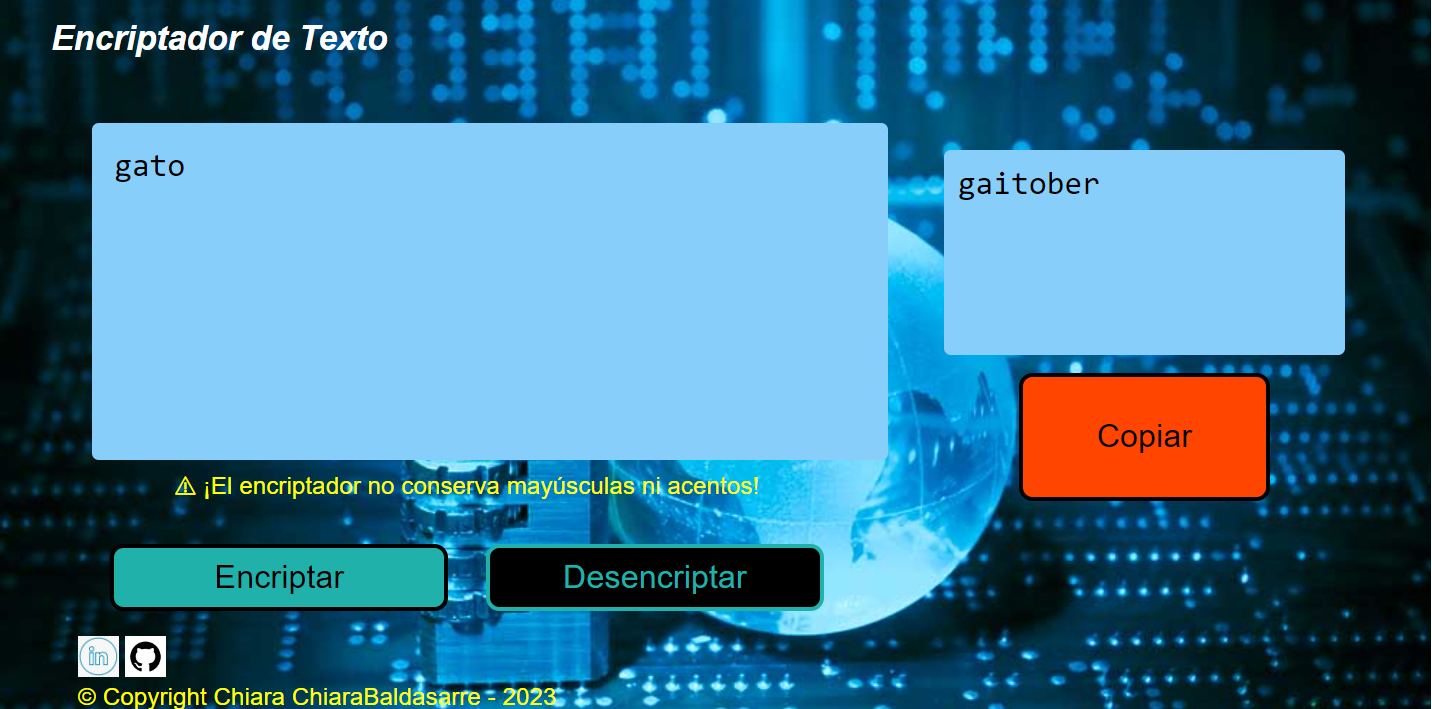 Encriptador de Texto
gato
gaitober
Copiar
⚠ ¡El encriptador no conserva mayúsculas ni acentos!
Encriptar
Desencriptar
in
© Copyright Chiara ChiaraBaldasarre - 2023